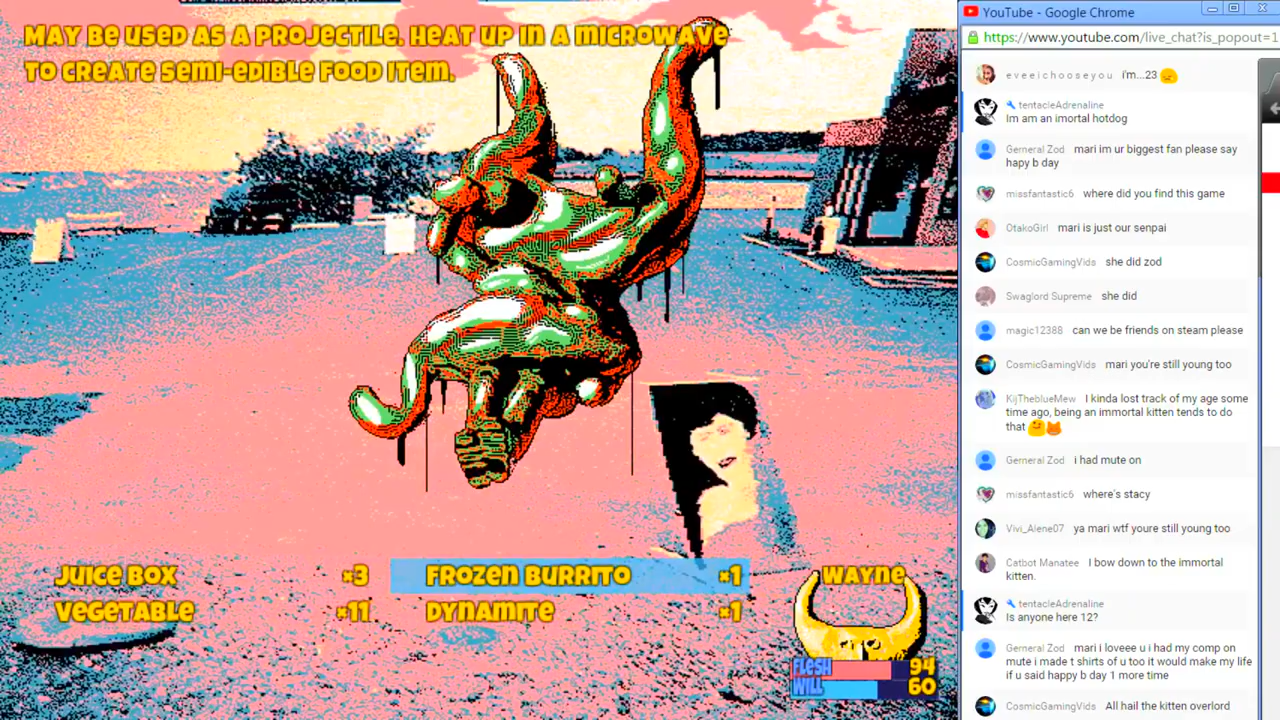 May be used as a projectile. Heat up in a microwave
to create semi-edible food item.
Juice Box ×3
Frozen Burrito ×1
Vegetable ×11
Dynamite ×1
Wayne
Flesh 94
Will 60
YouTube - Google Chrome
https://www.youtube.com/live_chat?is_popout=1
e v e e i c h o o s e y o u i'm...23
tentacleAdrenaline
Im am an imortal hotdog
Gerneral Zod mari im ur biggest fan please say
hapy b day
missfantastic6 where did you find this game
OtakoGirl mari is just our senpai
CosmicGamingVids she did zod
Swaglord Supreme she did
magic12388 can we be friends on steam please
CosmicGamingVids mari you're still young too
KijTheblueMew I kinda lost track of my age some
time ago, being an immortal kitten tends to do
that
Gerneral Zod i had mute on
missfantastic6 where's stacy
Vivi_Alene07 ya mari wtf youre still young too
Catbot Manatee I bow down to the immortal
kitten.
tentacleAdrenaline
Is anyone here 12?
Gerneral Zod mari i loveee u i had my comp on
mute i made t shirts of u too it would make my life
if u said happy b day 1 more time
CosmicGamingVids All hail the kitten overlord